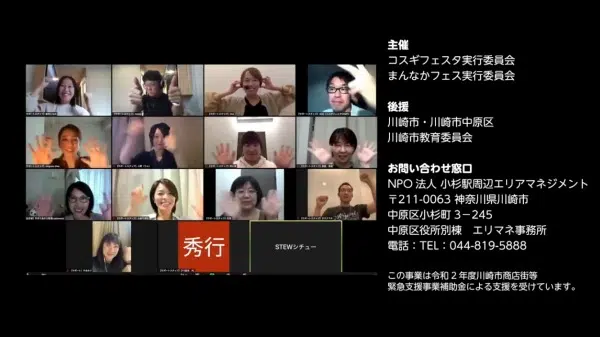 主催
コスギフェスタ実行委員会
まんなかフェス実行委員会
後援
川崎市・川崎市中原区
川崎市教育委員会
お問い合わせ窓口
NPO 法人 小杉駅周辺エリアマネジメント
〒211-0063 神奈川県川崎市
中原区小杉町３−２４５
中原区役所別棟　エリマネ事務所
電話：TEL：044-819-5888
この事業は令和２年度川崎市商店街等
緊急支援事業補助金による支援を受けています。
秀行
STEWシチュー